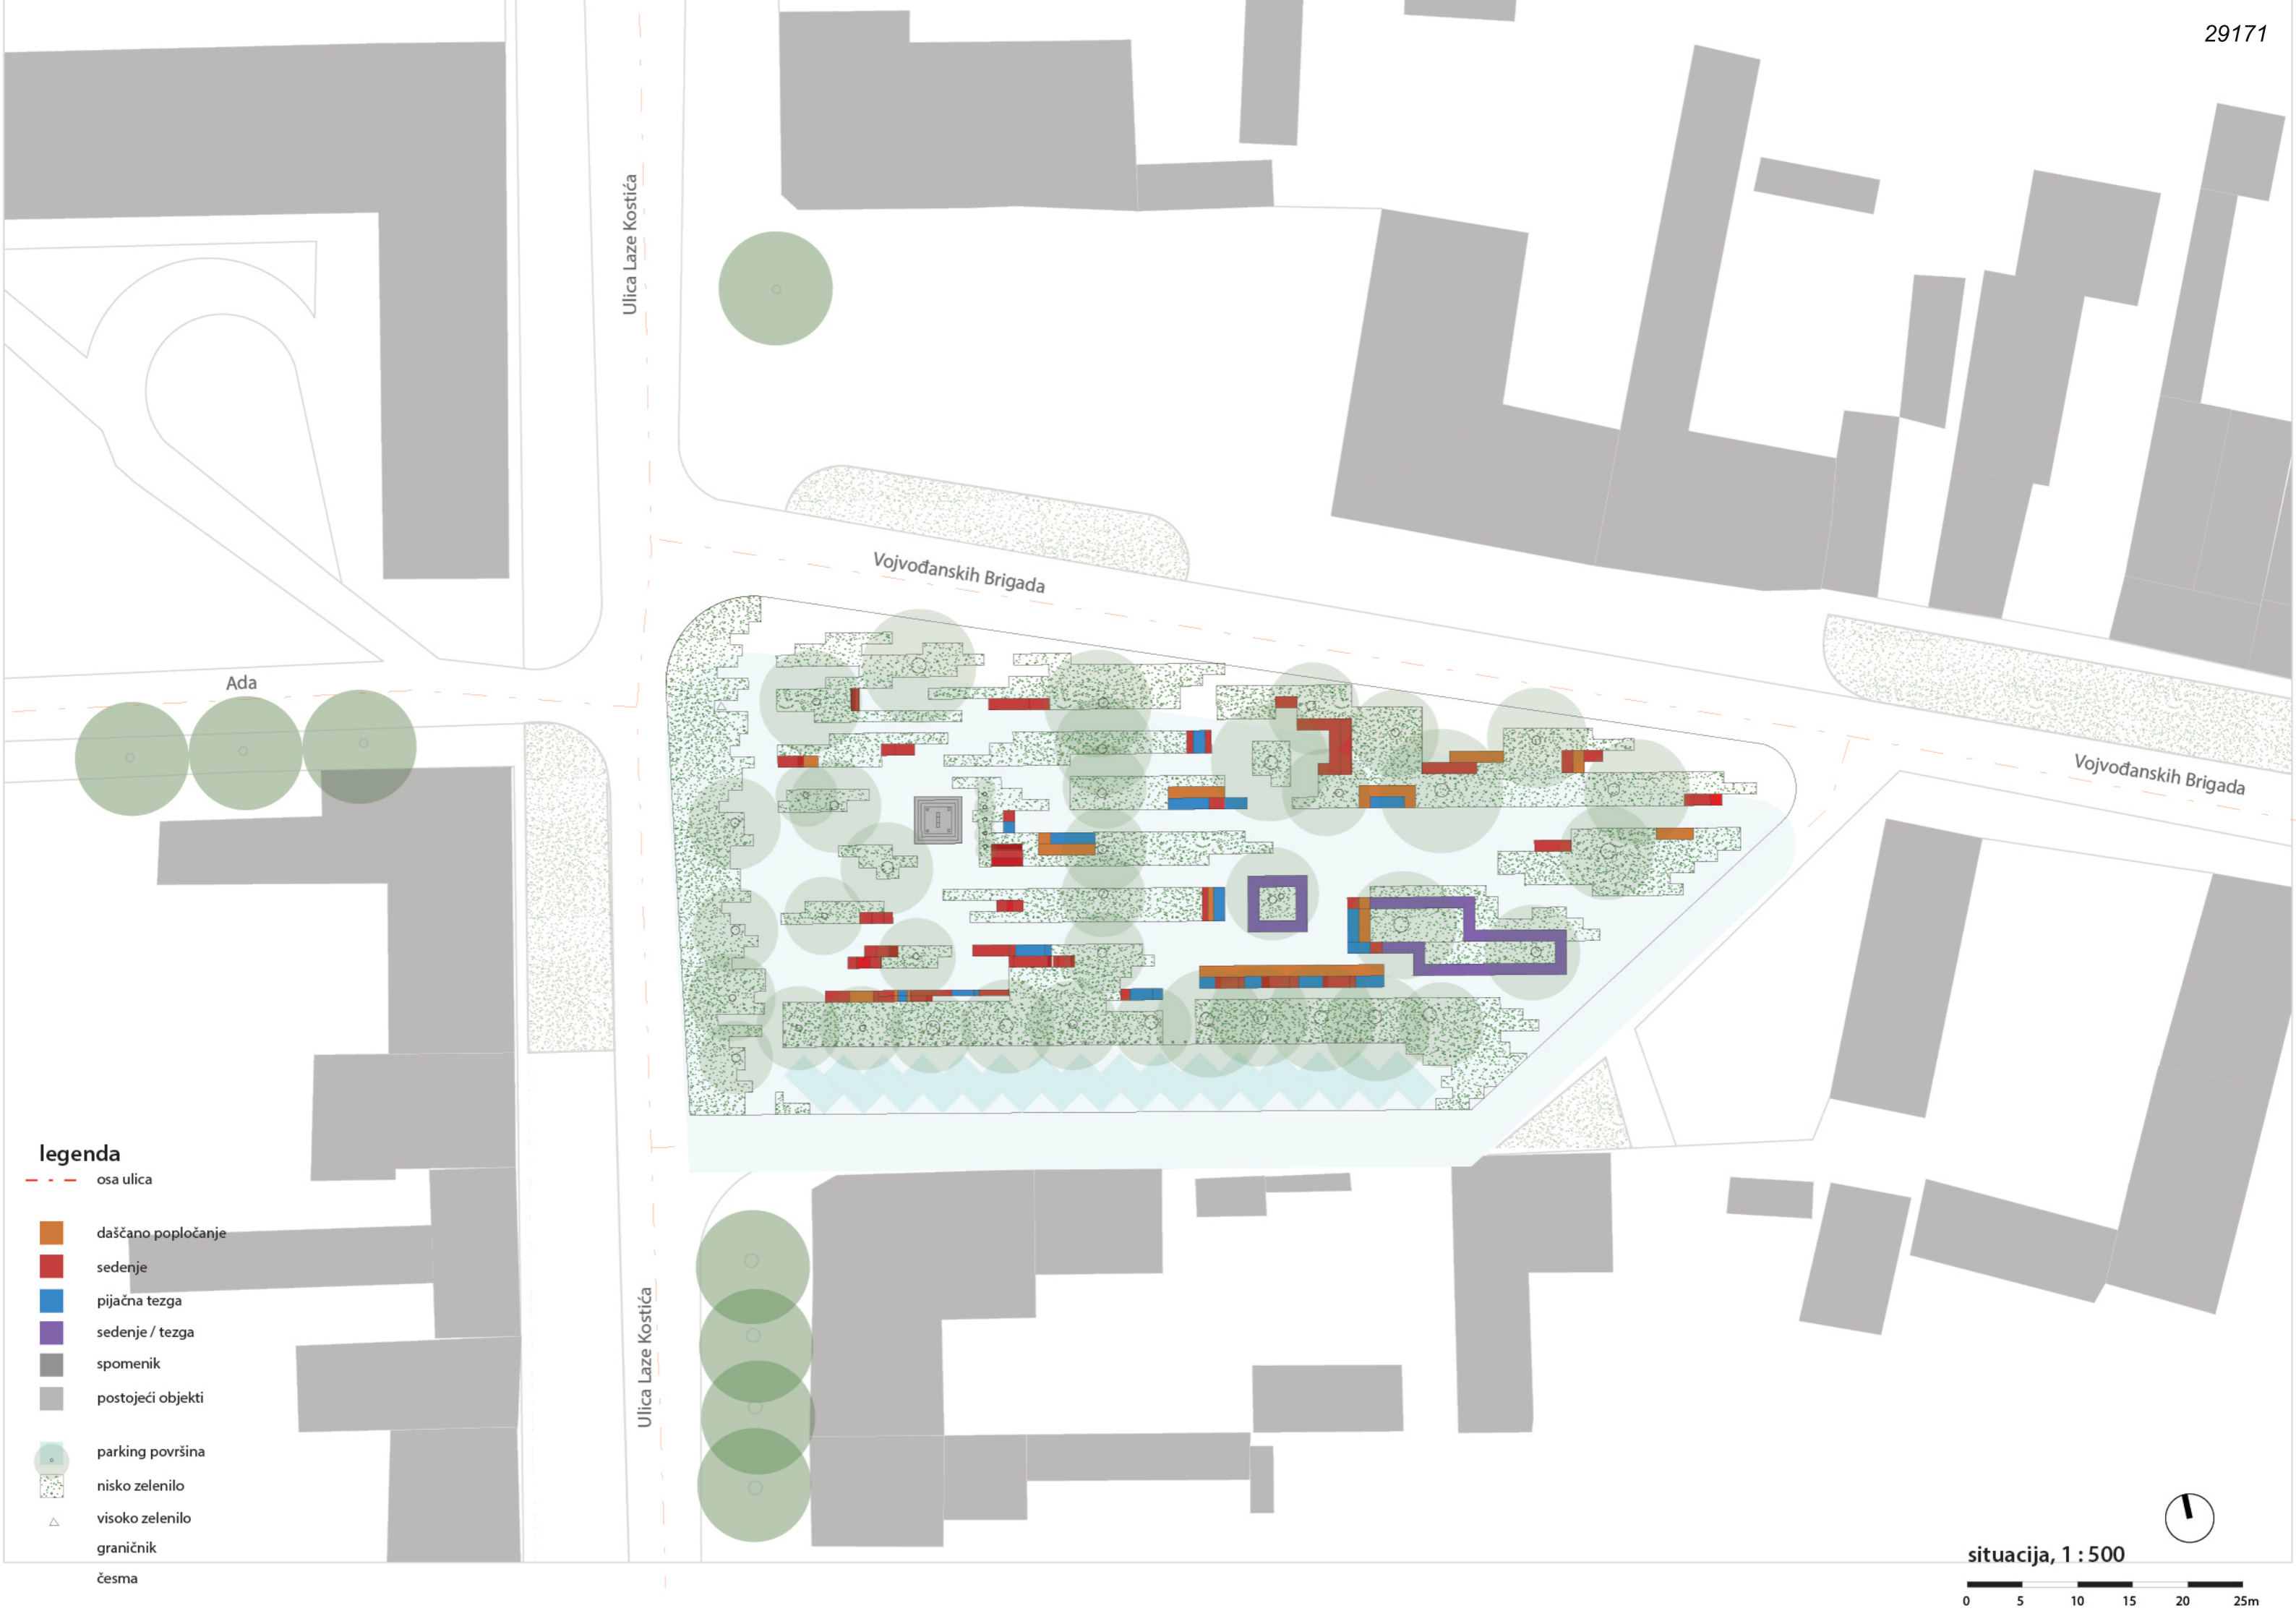 29171
Ulica Laze Kostića
Vojvođanskih Brigada
Ada
Vojvođanskih Brigada
legenda
osa ulica
daščano popločanje
sedenje
pijačna tezga
sedenje / tezga
spomenik
postojeći objekti
parking površina
nisko zelenilo
visoko zelenilo
graničnik
česma
Ulica Laze Kostića
situacija, 1 : 500
0 5 10 15 20 25m